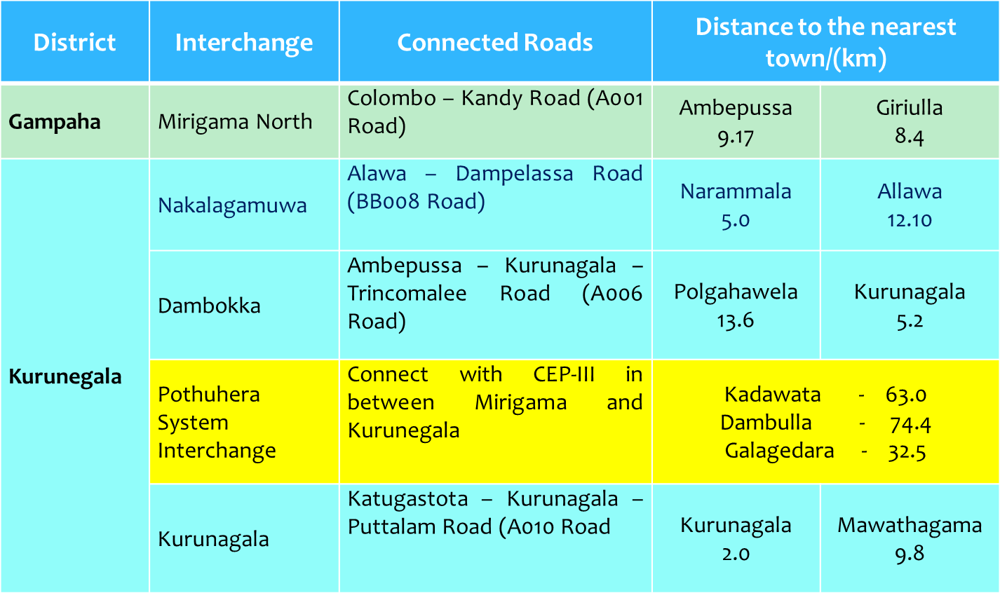 District
Interchange
Connected Roads
Distance to the nearest
town/(km)
Gampaha
Mirigama North
Colombo – Kandy Road (A001
Road)
Ambepussa
9.17
Giriulla
8.4
Kurunegala
Nakalagamuwa
Alawa – Dampelassa Road
(BB008 Road)
Narammala
5.0
Allawa
12.10
Dambokka
Ambepussa – Kurunagala –
Trincomalee Road (A006
Road)
Polgahawela
13.6
Kurunagala
5.2
Pothuhera
System
Interchange
Connect with CEP-III in
between Mirigama and
Kurunegala
Kadawata - 63.0
Dambulla - 74.4
Galagedara - 32.5
Kurunagala
Katugastota – Kurunagala –
Puttalam Road (A010 Road
Kurunagala
2.0
Mawathagama
9.8